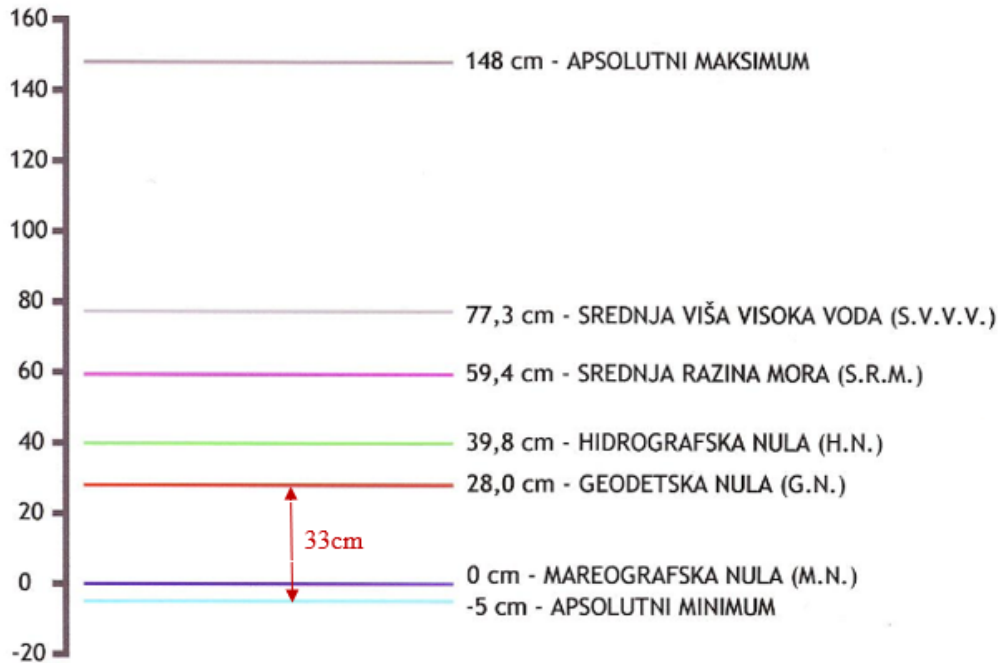 160
148 cm - APSOLUTNI MAKSIMUM
140
120
100
80
77,3 cm - SREDNJA VIŠA VISOKA VODA (S.V.V.V.)
60
59,4 cm - SREDNJA RAZINA MORA (S.R.M.)
40
39,8 cm - HIDROGRAFSKA NULA (H.N.)
28,0 cm - GEODETSKA NULA (G.N.)
20
33cm
0
0 cm - MAREOGRAFSKA NULA (M.N.)
-5 cm - APSOLUTNI MINIMUM
-20